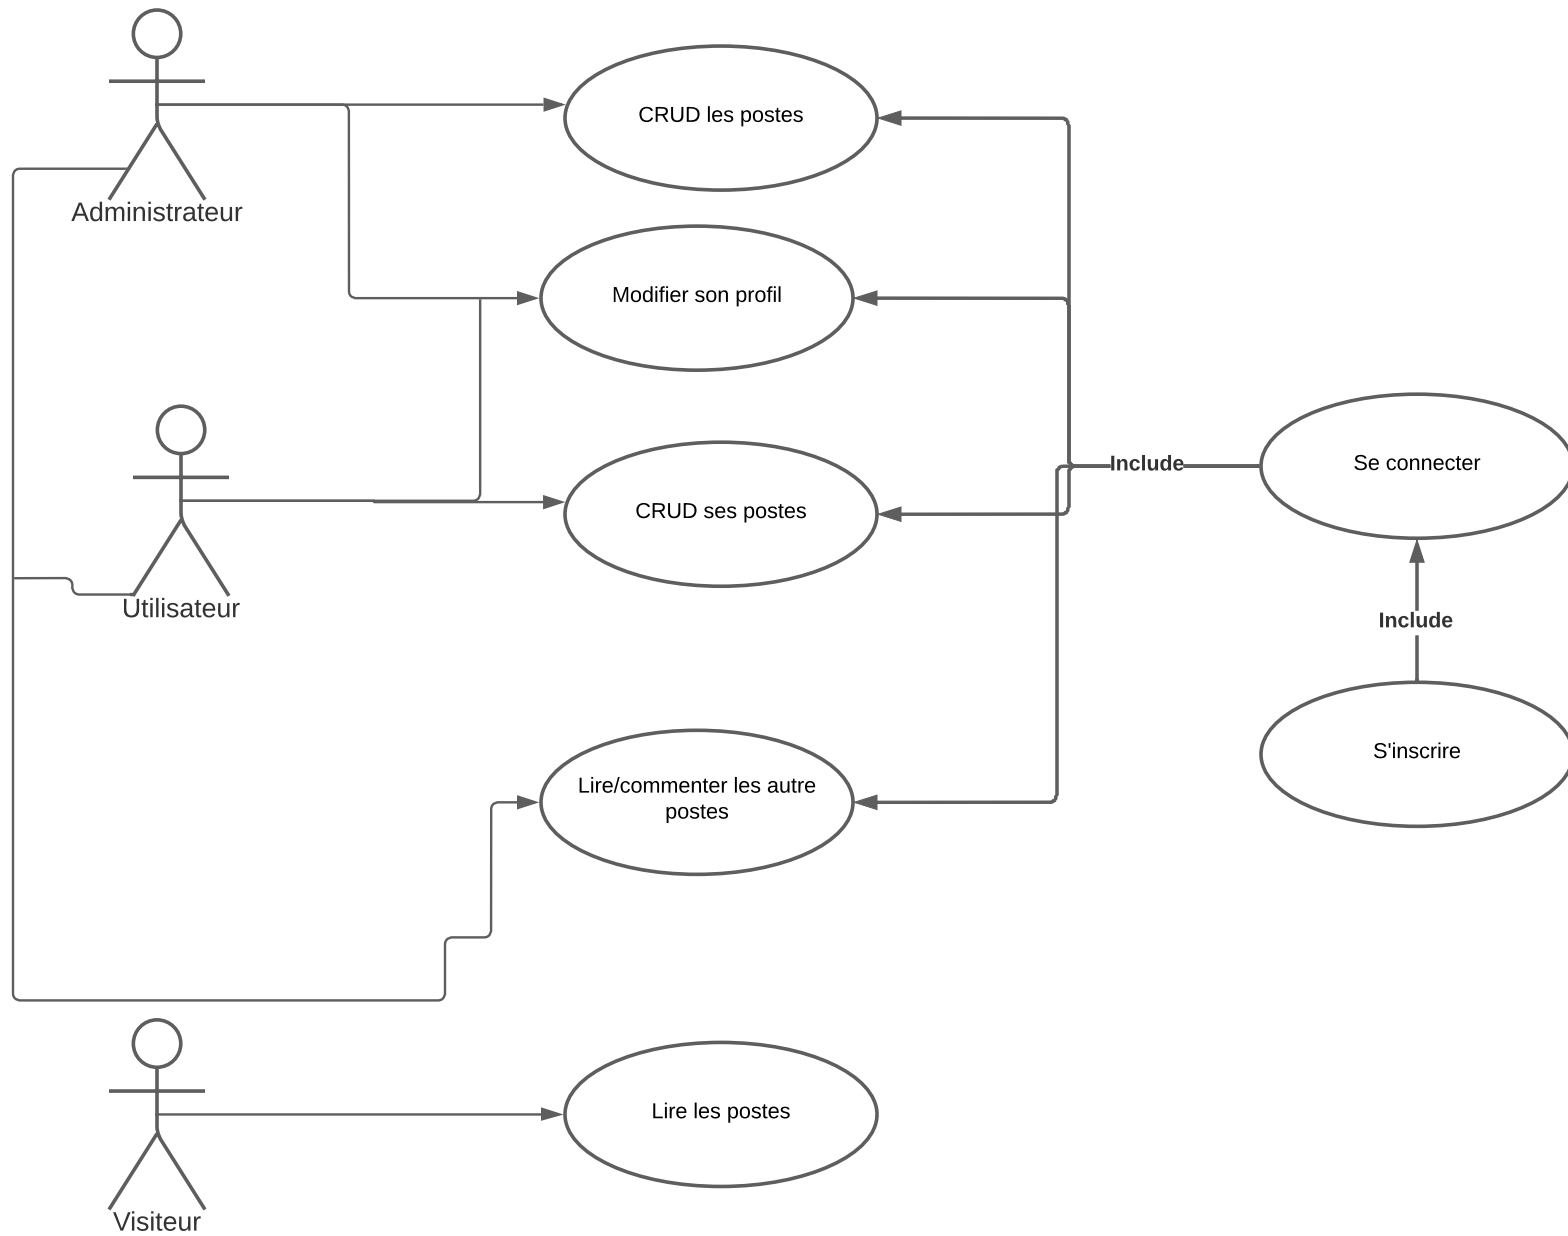 CRUD les postes
Administrateur
Modifier son profil
Include
Se connecter
CRUD ses postes
Utilisateur
Include
S'inscrire
Lire/commenter les autre
postes
Lire les postes
Visiteur